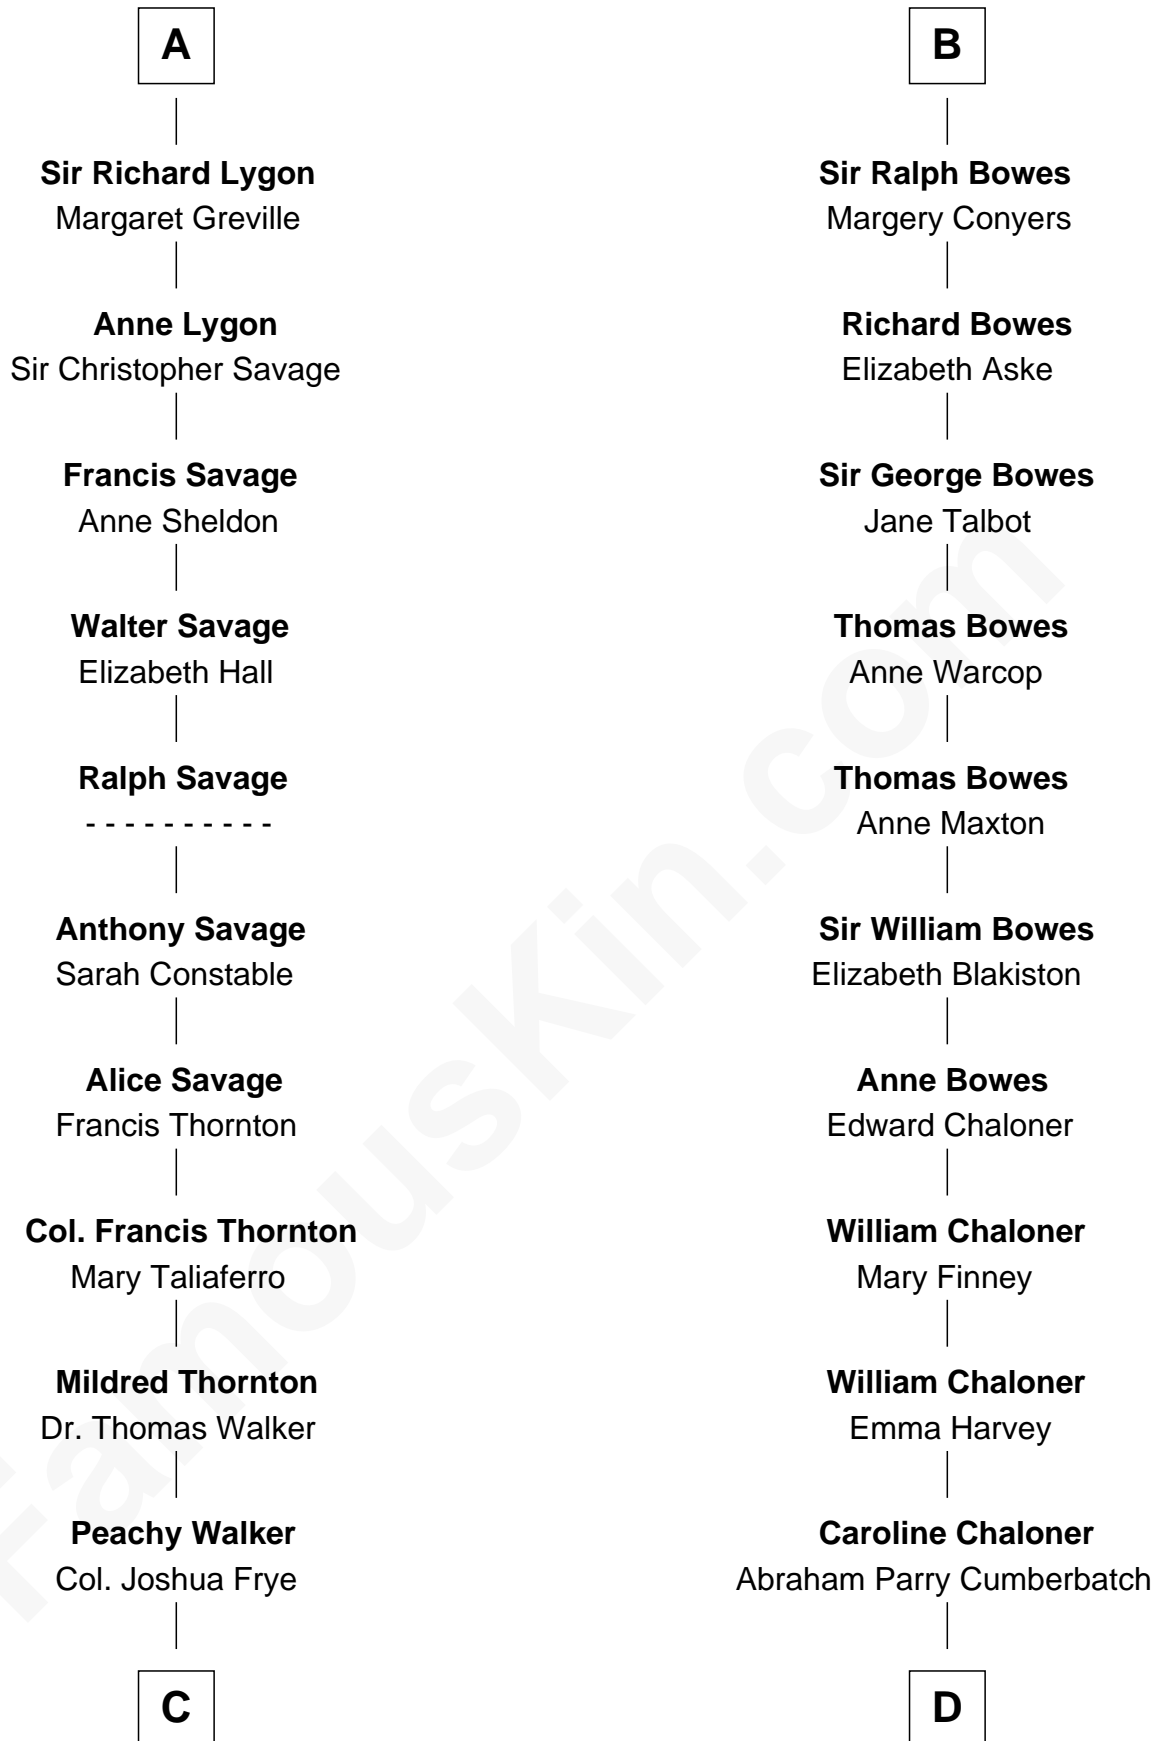 A
Sir Richard Lygon
Margaret Greville
Anne Lygon
Sir Christopher Savage
Francis Savage
Anne Sheldon
Walter Savage
Elizabeth Hall
Ralph Savage
- - - - - - - - - -
Anthony Savage
Sarah Constable
Alice Savage
Francis Thornton
Col. Francis Thornton
Mary Taliaferro
Mildred Thornton
Dr. Thomas Walker
Peachy Walker
Col. Joshua Frye
C
B
Sir Ralph Bowes
Margery Conyers
Richard Bowes
Elizabeth Aske
Sir George Bowes
Jane Talbot
Thomas Bowes
Anne Warcop
Thomas Bowes
Anne Maxton
Sir William Bowes
Elizabeth Blakiston
Anne Bowes
Edward Chaloner
William Chaloner
Mary Finney
William Chaloner
Emma Harvey
Caroline Chaloner
Abraham Parry Cumberbatch
D
FamousKin.com